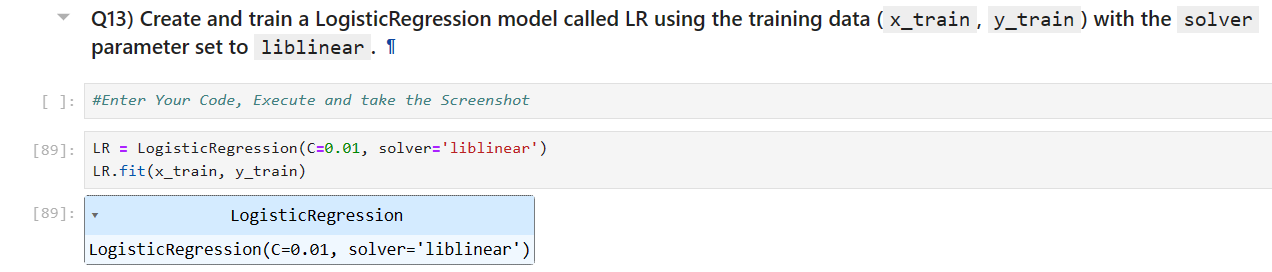 Q13) Create and train a LogisticRegression model called LR using the training data ( x_train , y_train ) with the solver
parameter set to liblinear . ¶
[ ]: #Enter Your Code, Execute and take the Screenshot
[89]: LR = LogisticRegression(C=0.01, solver='liblinear')
LR.fit(x_train, y_train)
[89]: ▾ LogisticRegression
LogisticRegression(C=0.01, solver='liblinear')